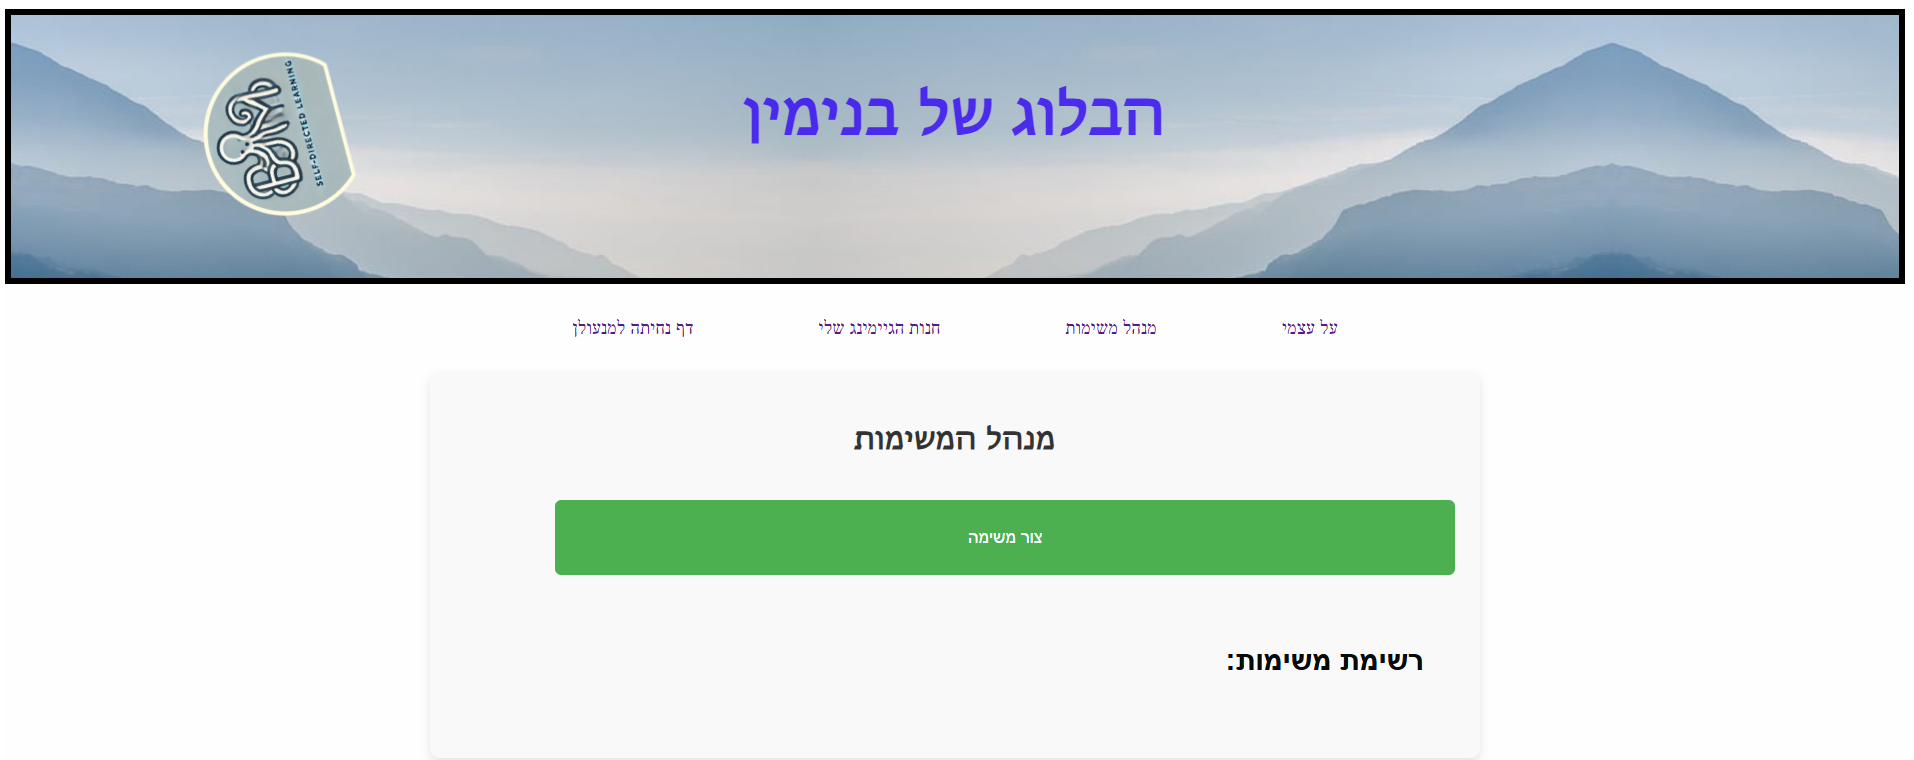 SELF-DIRECTED LEARNING
הבלוג של בנימין
על עצמי
מנהל משימות
חנות הגיימינג שלי
דף נחיתה למנעולן
מנהל המשימות
צור משימה
רשימת משימות: